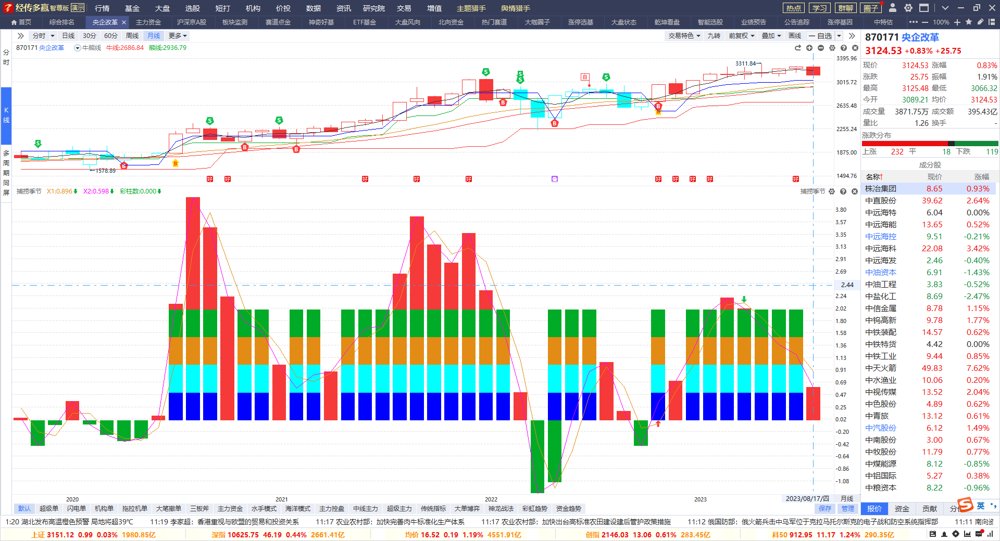 经传多赢 智尊版 演示 行情 基金 大盘 选股 短打 机构 价投 数据 资讯 研究院 交易 增值 主题猎手 舆情猎手 热点 学习 群聊 圈子
首页 综合排名 央企改革 × 主力资金 沪深京A股 板块监测 赛道点金 神奇好基 ETF基金 大盘风向 北向资金 热门赛道 大咖圈子 涨停选基 大盘状态 乾坤看盘 智能选股 业绩预告 公告追踪 涨停基因 中特估 100%
分时 日线 30分 60分 周线 月线 更多 交易特色 九转 前复权 叠加 画线 自选
870171 央企改革 牛熊线 牛线:2686.84 熊线:2936.79
分时
K线
多周期同屏
3395.96
3015.72
2635.48
2255.24
1875.00
1494.76
3311.84
1578.89
S S S S S S S
B B B B B B B B
自
好 好 好 好 好 好 好 好 好 好
捕捞季节 X1:0.896 X2:0.598 彩柱数:0.000
捕捞季节
3.80
3.57
3.35
3.13
2.91
2.69
2.44
2.24
2.02
1.80
1.58
1.36
1.13
0.91
0.69
0.47
0.25
0.02
-0.20
-0.42
-0.64
-0.86
-1.08
2020 2021 2022 2023 2023/08/17/四 月线
默认 超级单 闪电单 机构单 拖拉机单 大笔撤单 三板斧 主力资金 水手模式 海洋模式 主力控盘 中线主力 超级主力 传统指标 大单博弈 神龙战法 彩虹趋势 资金趋势 保存 管理
870171 央企改革
3124.53 +0.83% +25.75
现价 3124.53 涨幅 0.83%
涨跌 25.75 振幅 1.91%
最高 3125.48 最低 3066.32
今开 3089.21 均价 3124.53
成交量 3871.75万 成交额 395.43亿
量比 1.26 换手 -
涨跌分布
上涨 232 平 18 下跌 119
成分股
名称↑ 现价 涨幅
株冶集团 8.65 0.93%
中直股份 39.62 2.64%
中远海特 6.04 0.00%
中远海能 13.65 0.52%
中远海控 9.51 -0.21%
中远海科 22.08 3.42%
中远海发 2.46 -0.40%
中油资本 6.91 -1.43%
中油工程 3.83 -0.52%
中盐化工 8.69 -2.47%
中信金属 8.78 1.15%
中钨高新 9.78 1.77%
中铁装配 14.57 0.62%
中铁特货 4.42 0.00%
中铁工业 9.44 0.85%
中天火箭 49.83 7.62%
中水渔业 10.06 0.20%
中视传媒 13.52 2.04%
中色股份 4.89 0.62%
中青旅 13.12 0.61%
中汽股份 6.12 1.49%
中南股份 3.00 0.67%
中牧股份 11.79 0.77%
中煤能源 8.12 -0.85%
中铝国际 5.27 0.38%
中粮资本 8.22 -0.96%
报价 资金 贡献 英
1:20 湖北发布高温橙色预警 局地将超39℃ 11:19 李家超：香港重视与欧盟的贸易和投资关系 11:17 农业农村部：加快完善肉牛标准化生产体系 11:17 农业农村部：加快出台高标准农田建设建后管护政策措施 11:12 俄国防部：俄火箭兵击中乌军位于克拉马托尔斯克的电子战和防空系统指挥部 11:11 南向资
上证 3151.12 0.99 0.03% 1980.85亿 深指 10625.75 46.19 0.44% 2661.41亿 均价 16.52 0.19 1.19% 4551.91亿 创指 2146.03 13.06 0.61% 283.45亿 科50 912.95 11.17 1.24% 290.35亿